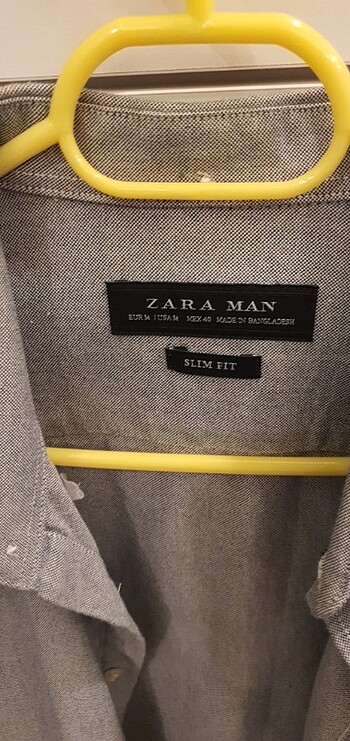 ZARA MAN
EUR M | USA M MEX 40 MADE IN BANGLADESH
SLIM FIT